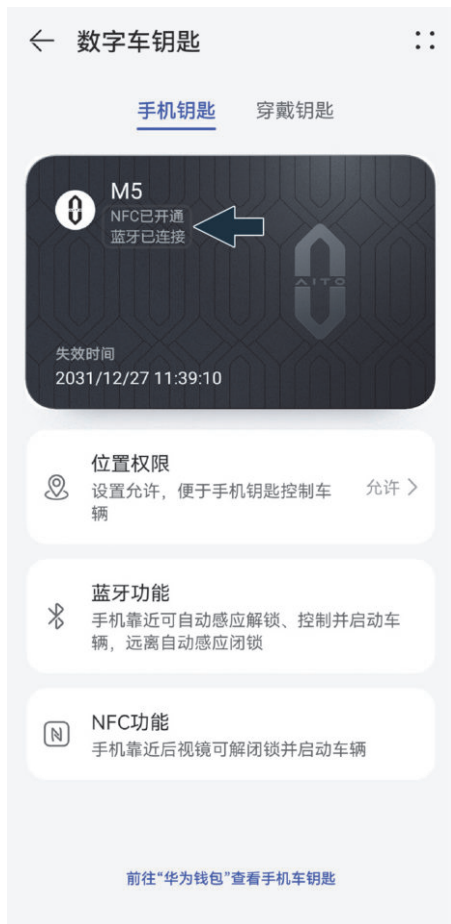 数字车钥匙
手机钥匙 穿戴钥匙
M5
NFC已开通
蓝牙已连接
AITO
失效时间
2031/12/27 11:39:10
位置权限
设置允许，便于手机钥匙控制车
辆
允许
蓝牙功能
手机靠近可自动感应解锁、控制并启动车
辆，远离自动感应闭锁
NFC功能
手机靠近后视镜可解闭锁并启动车辆
前往“华为钱包”查看手机车钥匙